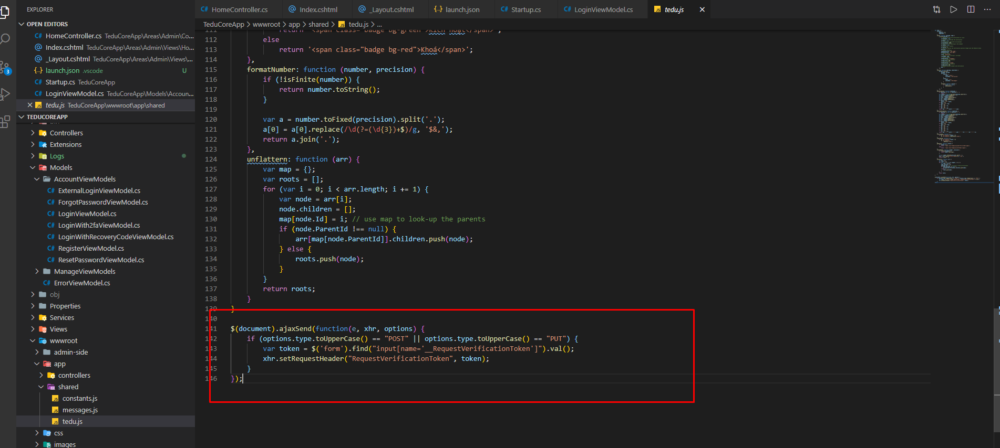 EXPLORER
OPEN EDITORS
C# HomeController.cs TeduCoreApp\Areas\Admin\Co...
@ Index.cshtml TeduCoreApp\Areas\Admin\Views\Ho...
@ _Layout.cshtml TeduCoreApp\Areas\Admin\Views\...
{..} launch.json .vscode U
C# Startup.cs TeduCoreApp
C# LoginViewModel.cs TeduCoreApp\Models\Accoun...
JS tedu.js TeduCoreApp\wwwroot\app\shared
3
TEDUCOREAPP
bin
Controllers
Extensions
Logs
Models
AccountViewModels
C# ExternalLoginViewModel.cs
C# ForgotPasswordViewModel.cs
C# LoginViewModel.cs
C# LoginWith2faViewModel.cs
C# LoginWithRecoveryCodeViewModel.cs
C# RegisterViewModel.cs
C# ResetPasswordViewModel.cs
ManageViewModels
C# ErrorViewModel.cs
obj
Properties
Services
Views
wwwroot
admin-side
app
controllers
shared
JS constants.js
JS messages.js
JS tedu.js
css
images
C# HomeController.cs @ Index.cshtml @ _Layout.cshtml {..} launch.json C# Startup.cs C# LoginViewModel.cs JS tedu.js
TeduCoreApp > wwwroot > app > shared > JS tedu.js > ...
111 return '<span class="badge bg-green">Kích hoạt</span>';
112 else
113 return '<span class="badge bg-red">Khoá</span>';
114 },
115 formatNumber: function (number, precision) {
116 if (!isFinite(number)) {
117 return number.toString();
118 }
119
120 var a = number.toFixed(precision).split('.');
121 a[0] = a[0].replace(/\d(?=(\d{3})+$)/g, '$&,');
122 return a.join('.');
123 },
124 unflattern: function (arr) {
125 var map = {};
126 var roots = [];
127 for (var i = 0; i < arr.length; i += 1) {
128 var node = arr[i];
129 node.children = [];
130 map[node.Id] = i; // use map to look-up the parents
131 if (node.ParentId !== null) {
132 arr[map[node.ParentId]].children.push(node);
133 } else {
134 roots.push(node);
135 }
136 }
137 return roots;
138 }
139 }
140
141 $(document).ajaxSend(function(e, xhr, options) {
142 if (options.type.toUpperCase() == "POST" || options.type.toUpperCase() == "PUT") {
143 var token = $('form').find("input[name='__RequestVerificationToken']").val();
144 xhr.setRequestHeader("RequestVerificationToken", token);
145 }
146 });